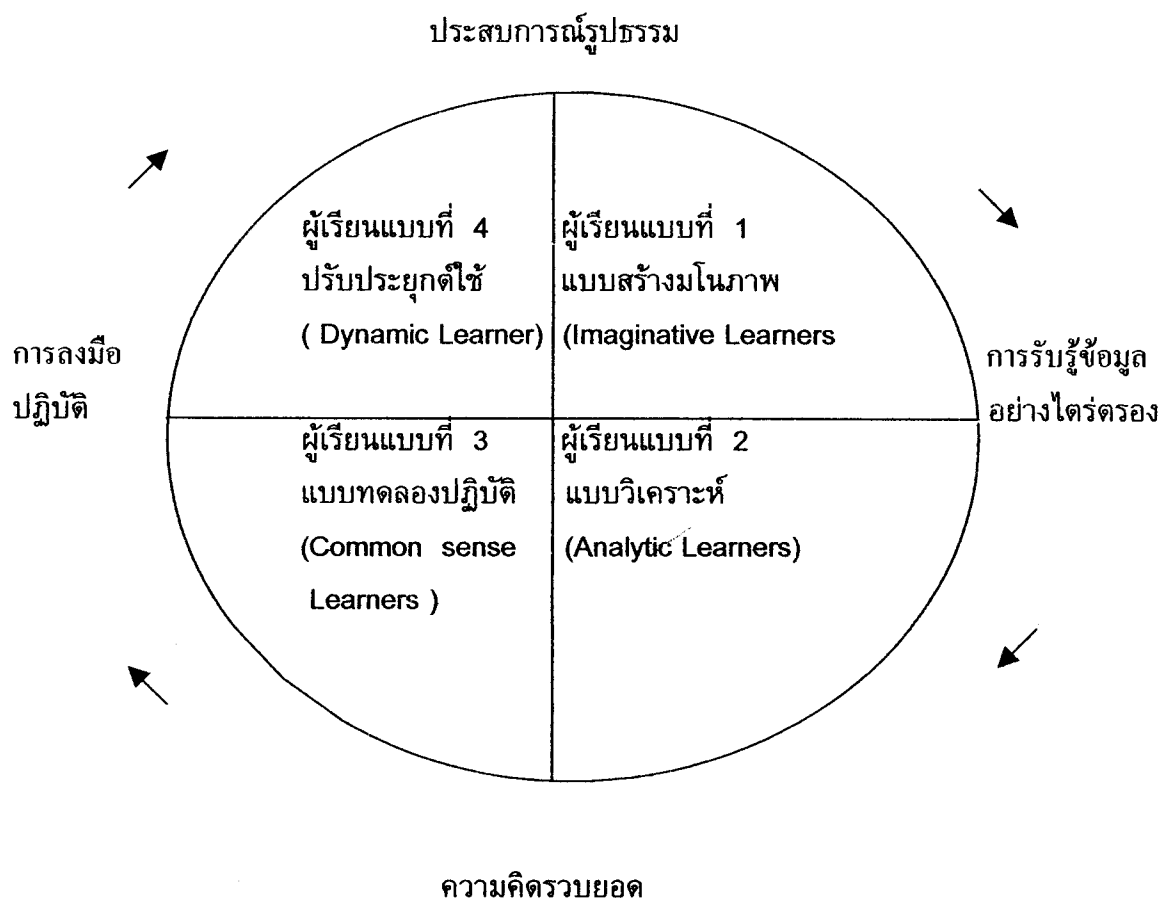 ประสบการณ์รูปธรรม
ผู้เรียนแบบที่ 4
ปรับประยุกต์ใช้
( Dynamic Learner)
ผู้เรียนแบบที่ 1
แบบสร้างมโนภาพ
(Imaginative Learners
การลงมือ
ปฏิบัติ
การรับรู้ข้อมูล
อย่างไตร่ตรอง
ผู้เรียนแบบที่ 3
แบบทดลองปฏิบัติ
(Common sense
Learners )
ผู้เรียนแบบที่ 2
แบบวิเคราะห์
(Analytic Learners)
ความคิดรวบยอด